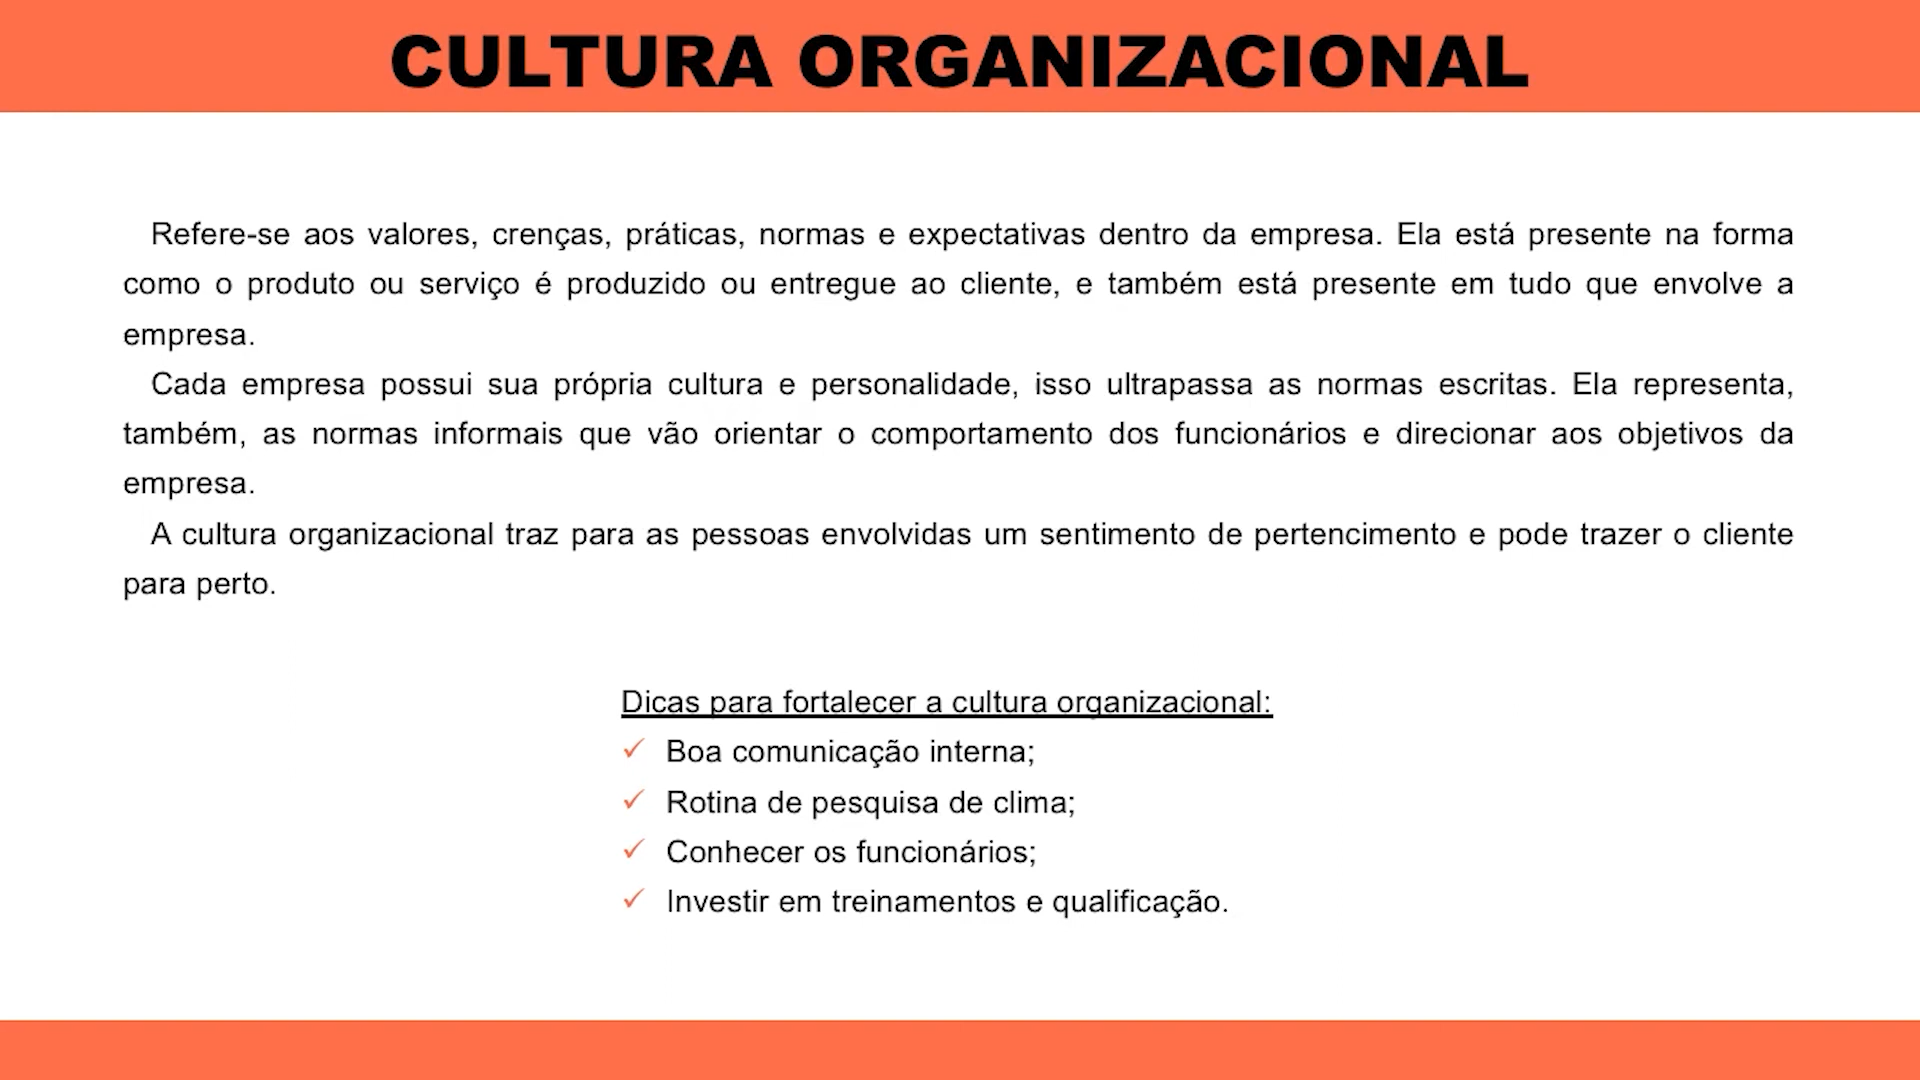 CULTURA ORGANIZACIONAL
Refere-se aos valores, crenças, práticas, normas e expectativas dentro da empresa. Ela está presente na forma
como o produto ou serviço é produzido ou entregue ao cliente, e também está presente em tudo que envolve a
empresa.
Cada empresa possui sua própria cultura e personalidade, isso ultrapassa as normas escritas. Ela representa,
também, as normas informais que vão orientar o comportamento dos funcionários e direcionar aos objetivos da
empresa.
A cultura organizacional traz para as pessoas envolvidas um sentimento de pertencimento e pode trazer o cliente
para perto.
Dicas para fortalecer a cultura organizacional:
✓ Boa comunicação interna;
✓ Rotina de pesquisa de clima;
✓ Conhecer os funcionários;
✓ Investir em treinamentos e qualificação.